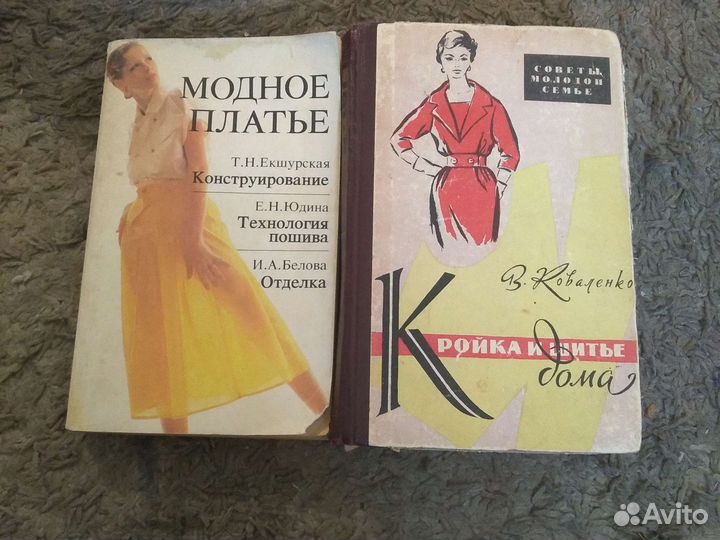 МОДНОЕ
ПЛАТЬЕ
Т.Н.Екшурская
Конструирование
Е.Н.Юдина
Технология
пошива
И.А.Белова
Отделка
СОВЕТЫ
МОЛОДОЙ
СЕМЬЕ
В. Коваленко
КРОЙКА И ШИТЬЕ
дома
Avito